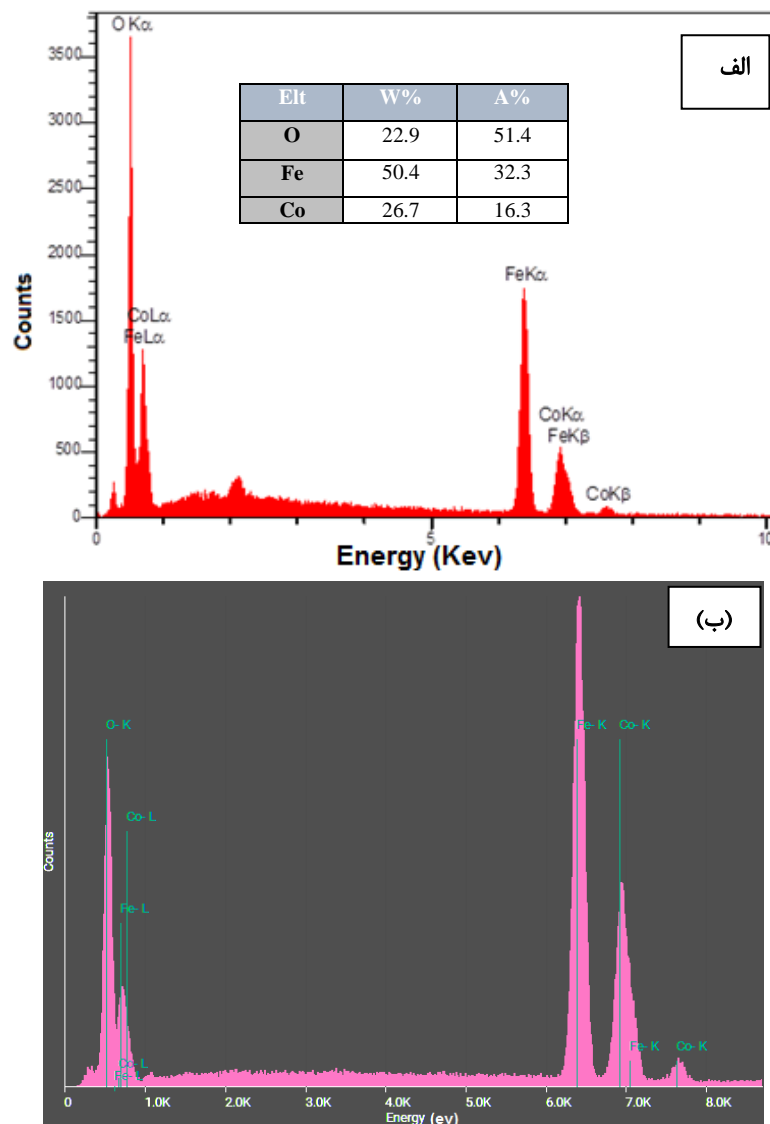 O Kα
الف
3500
Elt W% A%
3000
O 22.9 51.4
2500
Fe 50.4 32.3
Co 26.7 16.3
2000
FeKα
Counts
1500
CoLα
FeLα
1000
CoKα
500
FeKβ
CoKβ
0
0 5 10
Energy (Kev)
(ب)
O-K
Fe-K
Co-K
Co-L
Counts
Fe-L
Co-L
Fe-K
Co-K
0 1.0K 2.0K 3.0K 4.0K 5.0K 6.0K 7.0K 8.0K
Energy (ev)